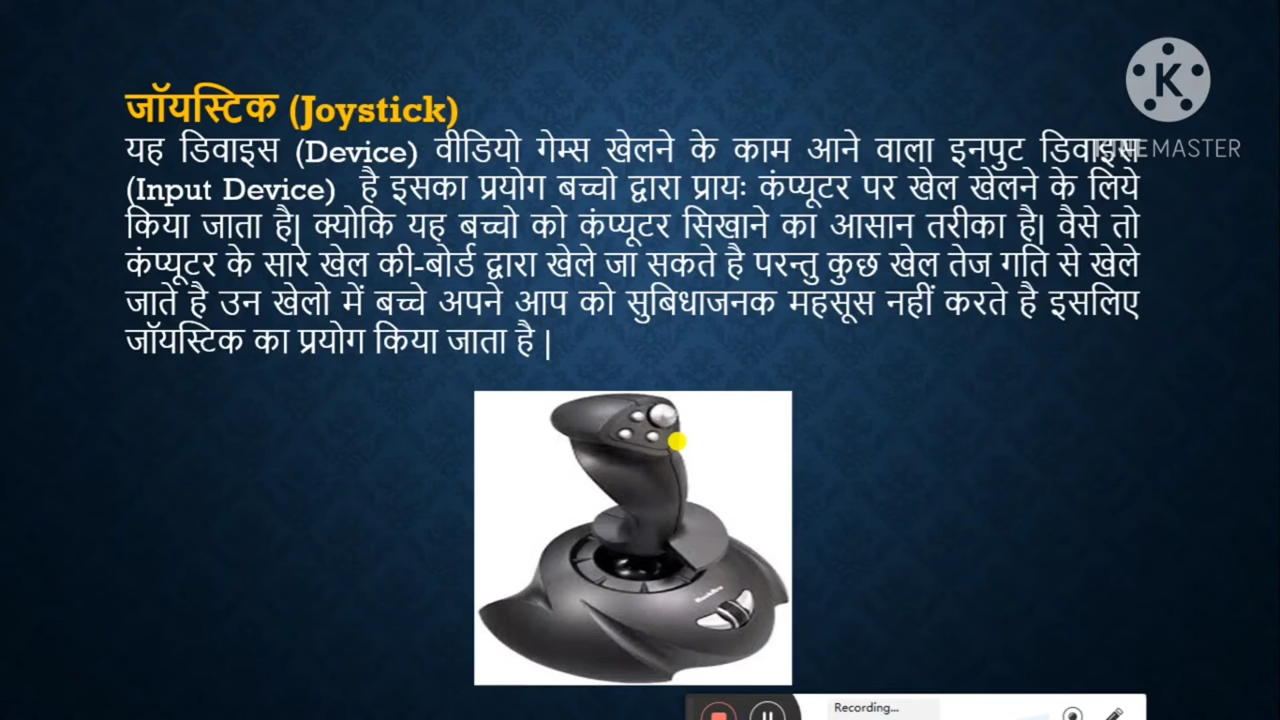 जॉयस्टिक (Joystick)
यह डिवाइस (Device) वीडियो गेम्स खेलने के काम आने वाला इनपुट डिवाइस
(Input Device) है इसका प्रयोग बच्चो द्वारा प्रायः कंप्यूटर पर खेल खेलने के लिये
किया जाता है| क्योकि यह बच्चो को कंप्यूटर सिखाने का आसान तरीका है| वैसे तो
कंप्यूटर के सारे खेल की-बोर्ड द्वारा खेले जा सकते है परन्तु कुछ खेल तेज गति से खेले
जाते है उन खेलो में बच्चे अपने आप को सुबिधाजनक महसूस नहीं करते है इसलिए
जॉयस्टिक का प्रयोग किया जाता है |
K
KINEMASTER
Recording...